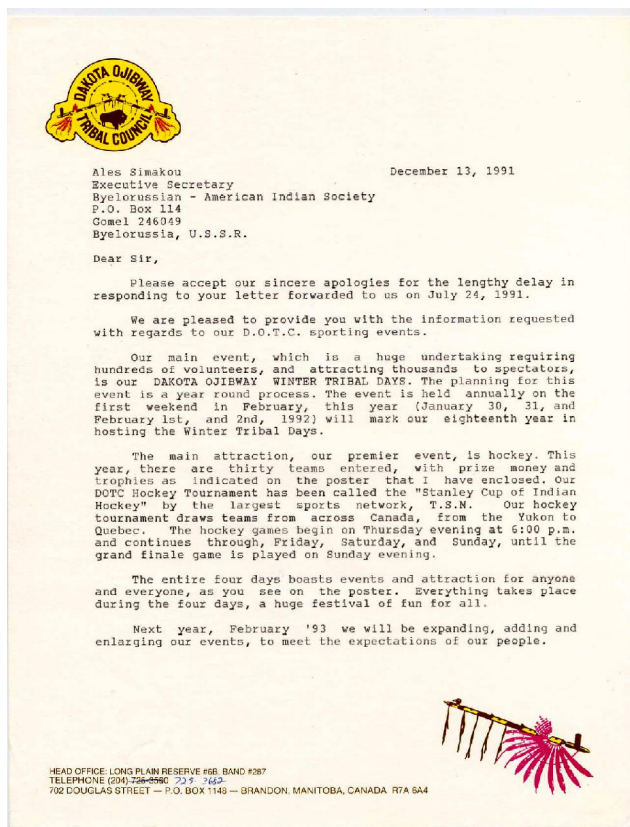 DAKOTA OJIBWAY
TRIBAL COUNCIL
Ales Simakou December 13, 1991
Executive Secretary
Byelorussian - American Indian Society
P.O. Box 114
Gomel 246049
Byelorussia, U.S.S.R.
Dear Sir,
Please accept our sincere apologies for the lengthy delay in
responding to your letter forwarded to us on July 24, 1991.
We are pleased to provide you with the information requested
with regards to our D.O.T.C. sporting events.
Our main event, which is a huge undertaking requiring
hundreds of volunteers, and attracting thousands to spectators,
is our DAKOTA OJIBWAY WINTER TRIBAL DAYS. The planning for this
event is a year round process. The event is held annually on the
first weekend in February, this year (January 30, 31, and
February 1st, and 2nd, 1992) will mark our eighteenth year in
hosting the Winter Tribal Days.
The main attraction, our premier event, is hockey. This
year, there are thirty teams entered, with prize money and
trophies as indicated on the poster that I have enclosed. Our
DOTC Hockey Tournament has been called the "Stanley Cup of Indian
Hockey" by the largest sports network, T.S.N. Our hockey
tournament draws teams from across Canada, from the Yukon to
Quebec. The hockey games begin on Thursday evening at 6:00 p.m.
and continues through, Friday, Saturday, and Sunday, until the
grand finale game is played on Sunday evening.
The entire four days boasts events and attraction for anyone
and everyone, as you see on the poster. Everything takes place
during the four days, a huge festival of fun for all.
Next year, February '93 we will be expanding, adding and
enlarging our events, to meet the expectations of our people.
HEAD OFFICE: LONG PLAIN RESERVE #6B, BAND #287
TELEPHONE (204) 729-3682
702 DOUGLAS STREET — P.O. BOX 1148 — BRANDON, MANITOBA, CANADA R7A 6A4